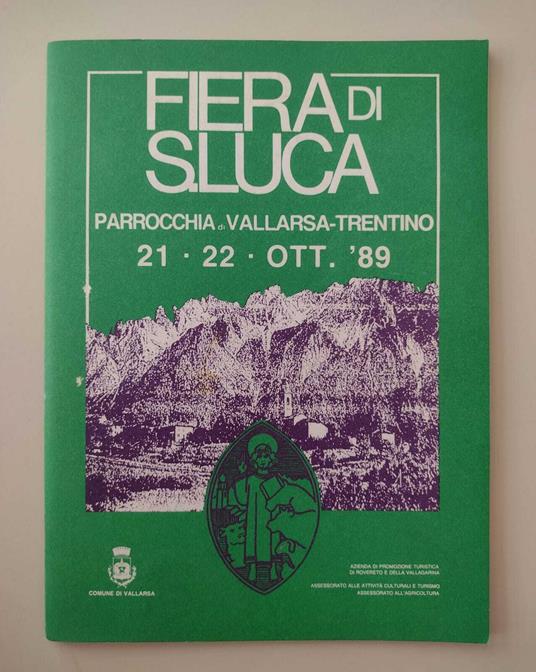 FIERA DI
S.LUCA
PARROCCHIA di VALLARSA-TRENTINO
21 · 22 · OTT. '89
COMUNE DI VALLARSA
AZIENDA DI PROMOZIONE TURISTICA
DI ROVERETO E DELLA VALLAGARINA
ASSESSORATO ALLE ATTIVITÀ CULTURALI E TURISMO
ASSESSORATO ALL'AGRICOLTURA